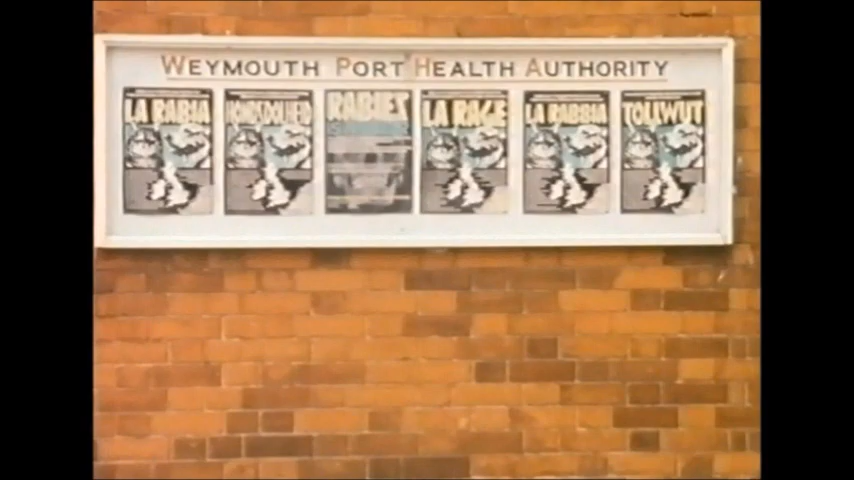 WEYMOUTH PORT HEALTH AUTHORITY
LA RABIA
HONDSDOLHEID
RABIES
LA RAGE
LA RABBIA
TOLLWUT